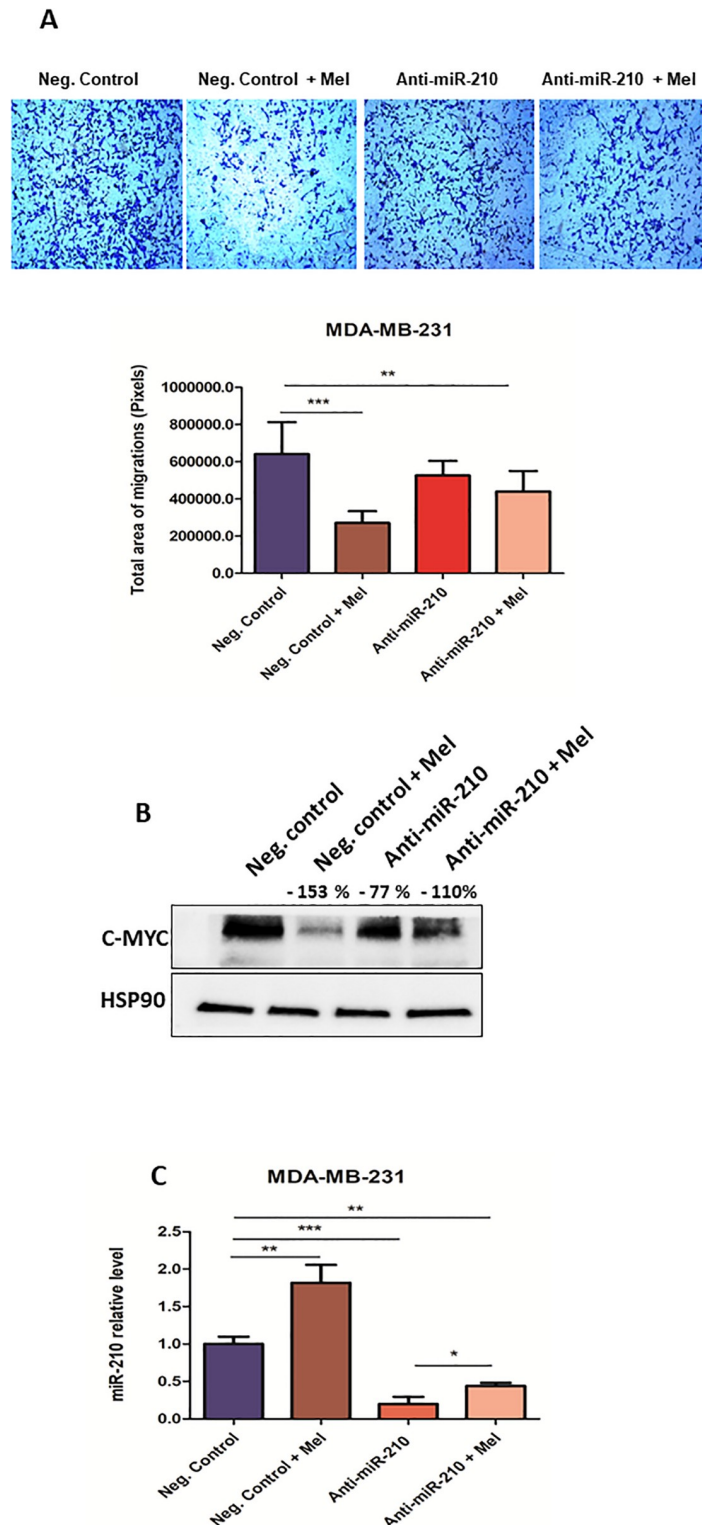 A
Neg. Control
Neg. Control + Mel
Anti-miR-210
Anti-miR-210 + Mel
MDA-MB-231
Total area of migrations (Pixels)
1000000.0
800000.0
600000.0
400000.0
200000.0
0.0
***
**
Neg. Control
Neg. Control + Mel
Anti-miR-210
Anti-miR-210 + Mel
B
Neg. control
Neg. control + Mel
Anti-miR-210
Anti-miR-210 + Mel
- 153 %
- 77 %
- 110%
C-MYC
HSP90
C
MDA-MB-231
miR-210 relative level
2.5
2.0
1.5
1.0
0.5
0.0
**
***
**
*
Neg. Control
Neg. Control + Mel
Anti-miR-210
Anti-miR-210 + Mel